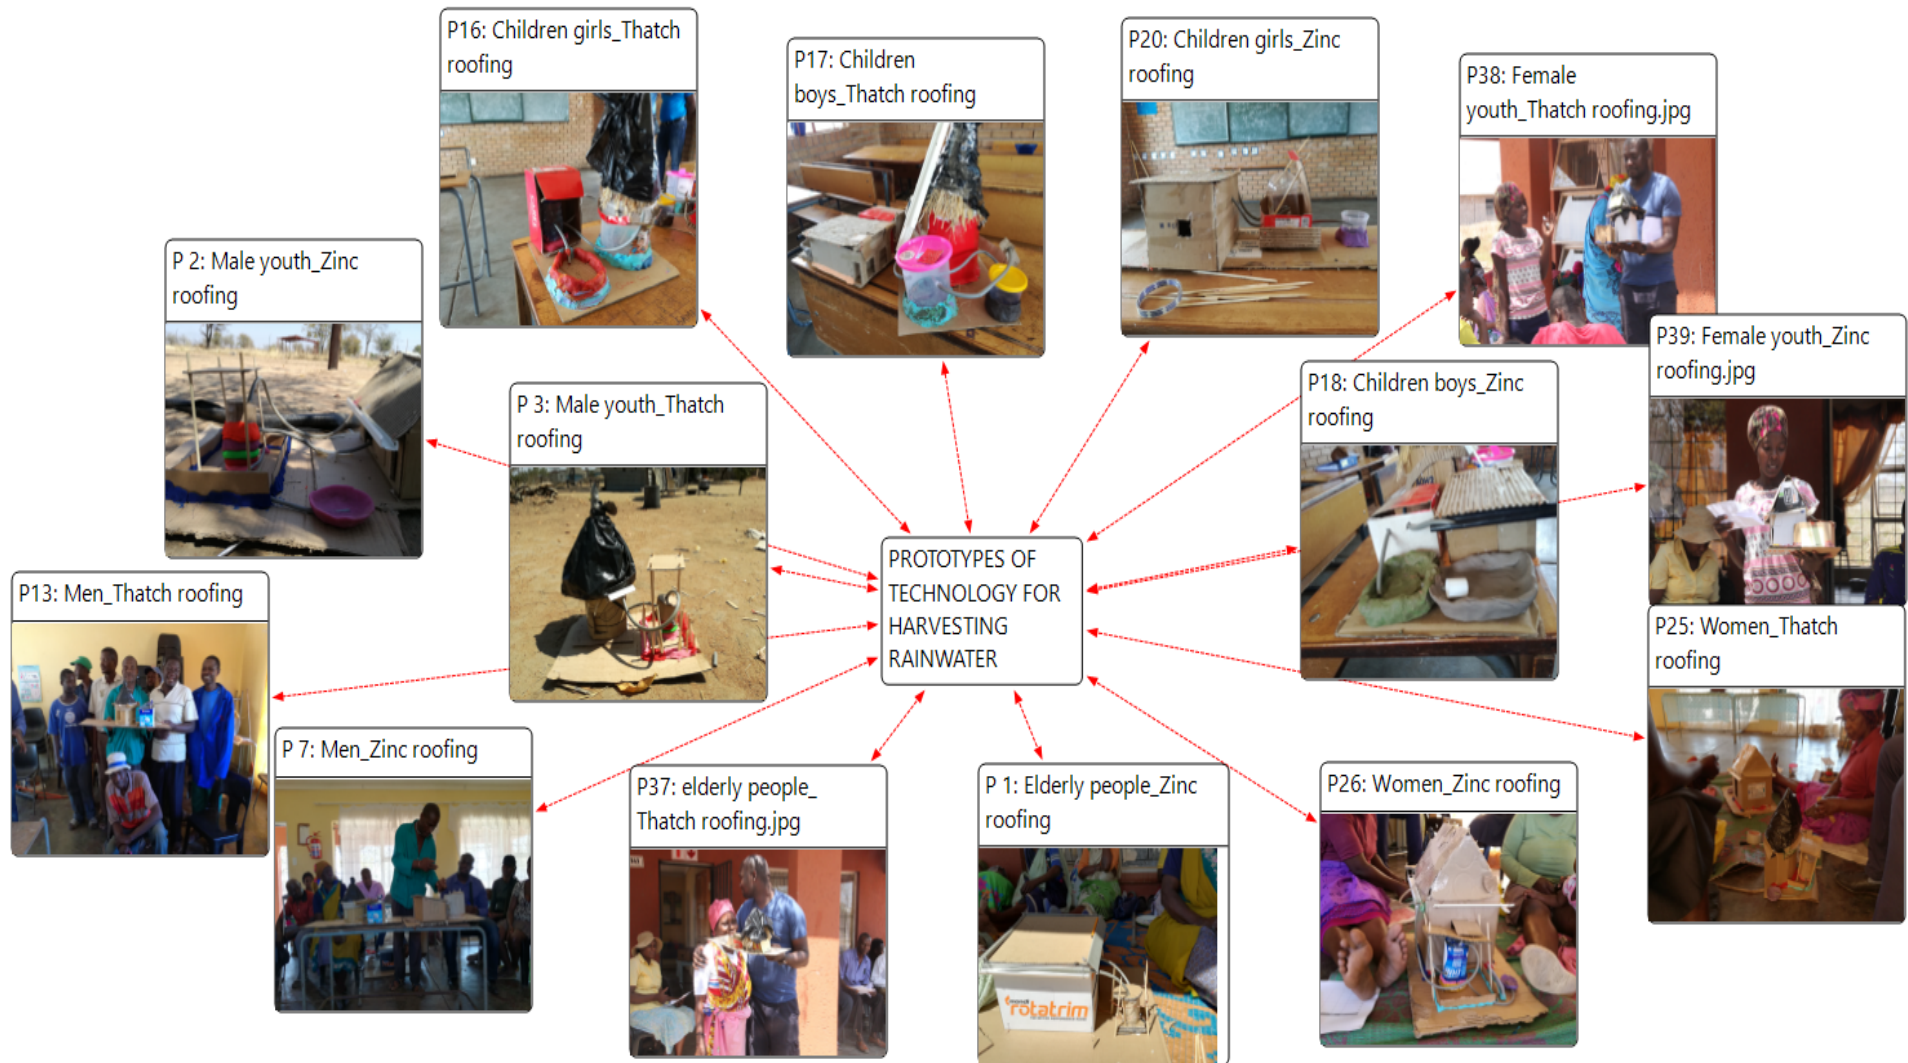 P16: Children girls_Thatch
roofing
P17: Children
boys_Thatch roofing
P20: Children girls_Zinc
roofing
P38: Female
youth_Thatch roofing.jpg
P 2: Male youth_Zinc
roofing
P 3: Male youth_Thatch
roofing
P18: Children boys_Zinc
roofing
P39: Female youth_Zinc
roofing.jpg
PROTOTYPES OF
TECHNOLOGY FOR
HARVESTING
RAINWATER
P13: Men_Thatch roofing
P25: Women_Thatch
roofing
P 7: Men_Zinc roofing
P37: elderly people_
Thatch roofing.jpg
P 1: Elderly people_Zinc
roofing
rotatrim
P26: Women_Zinc roofing